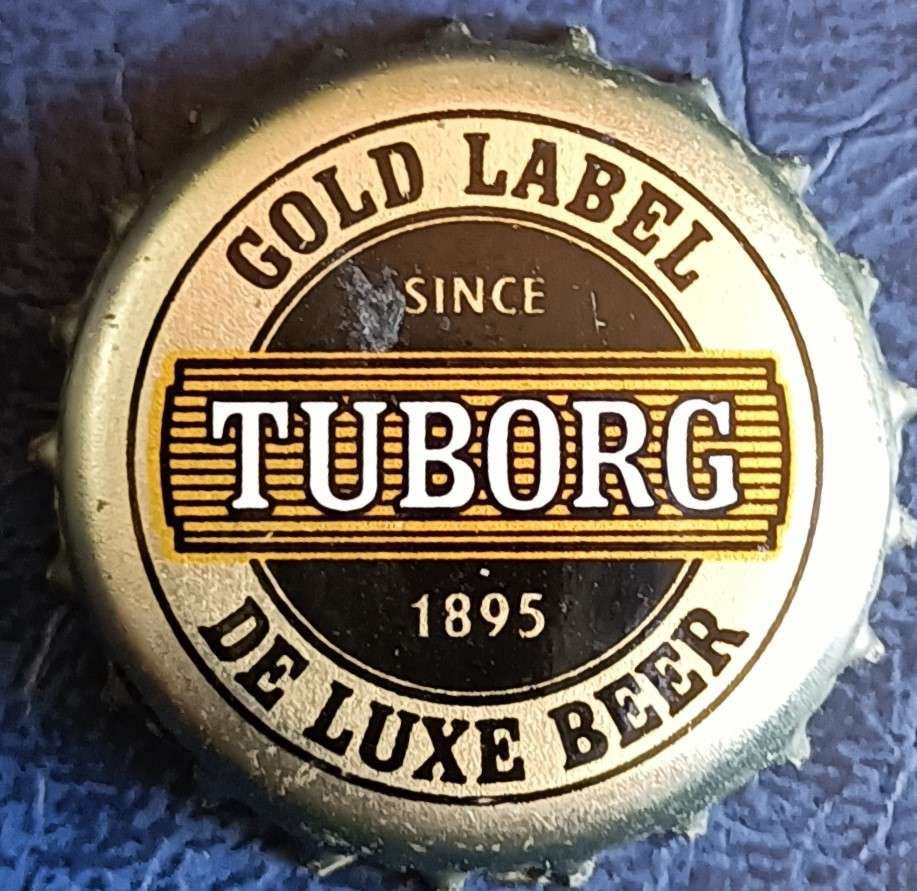 GOLD LABEL
SINCE
TUBORG
1895
DE LUXE BEER